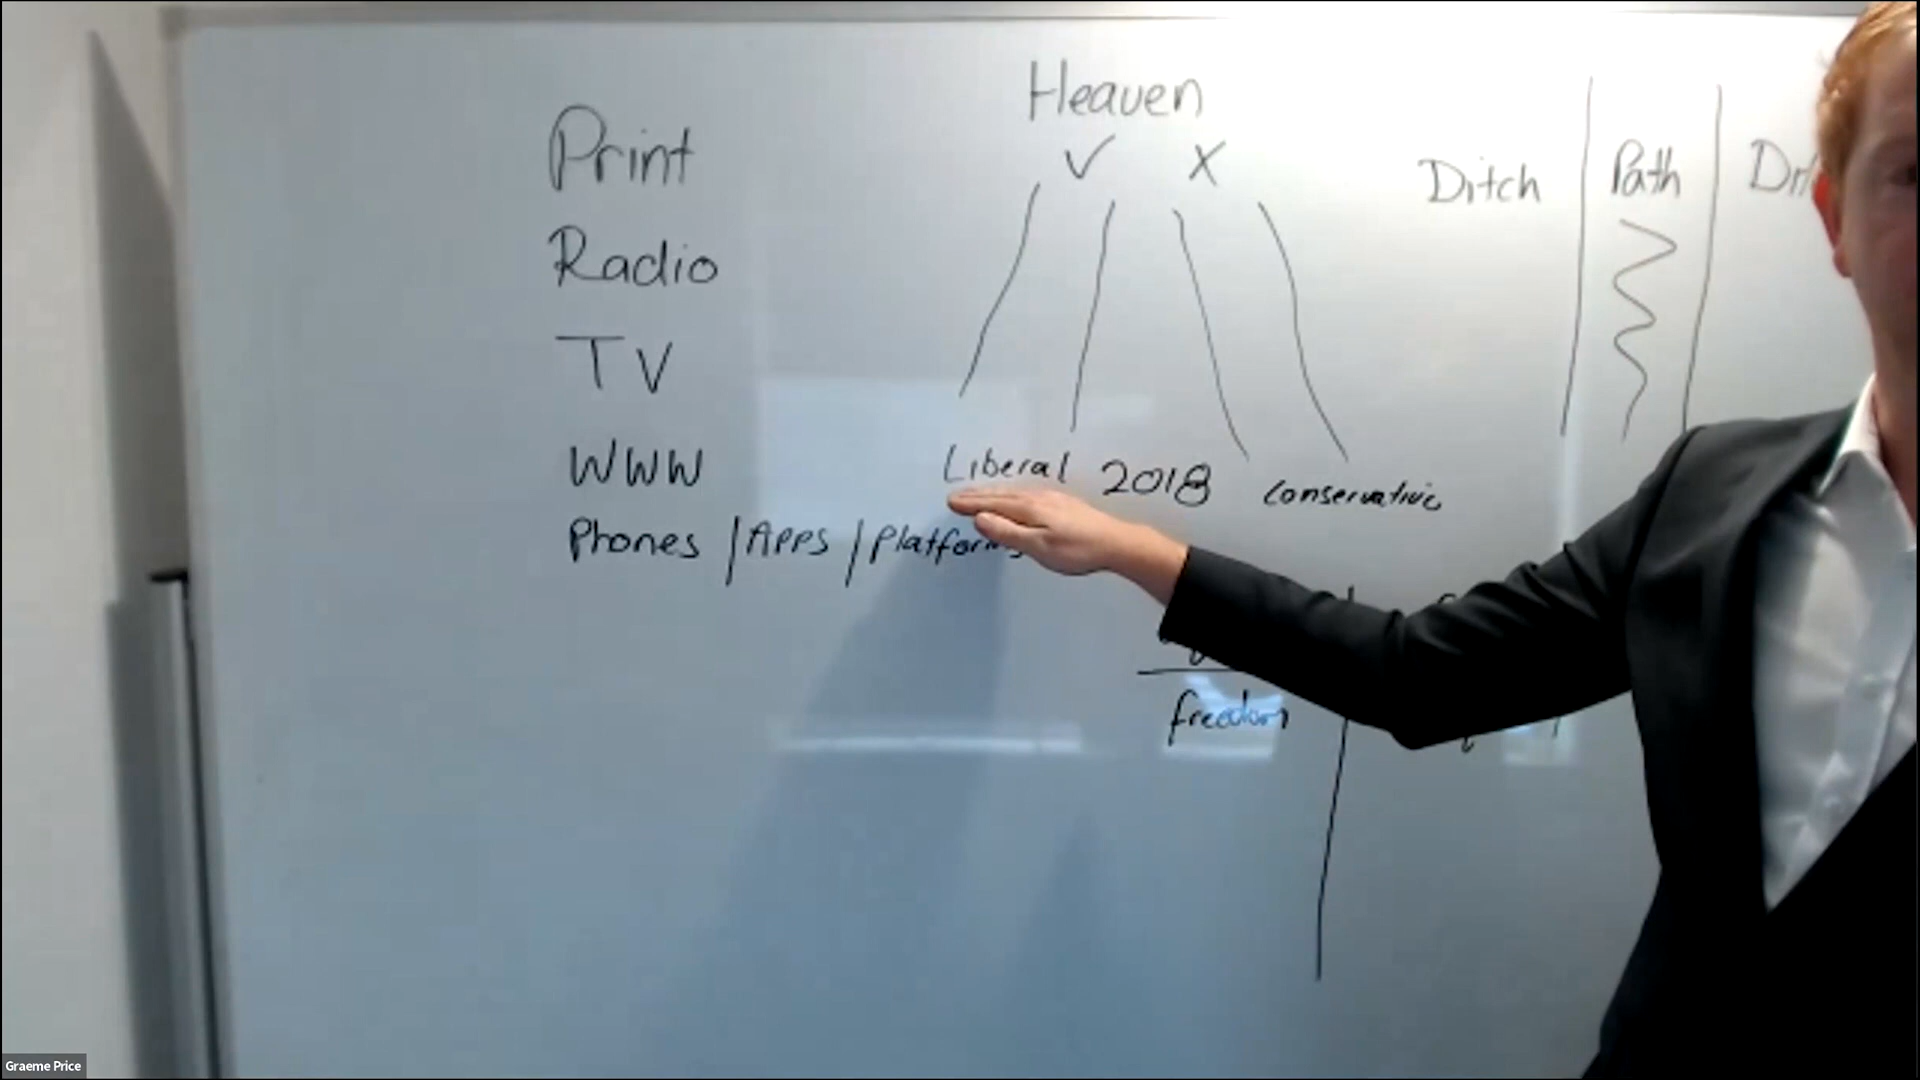 Print
Radio
TV
WWW
Phones / Apps / Platforms
Heaven
✓ X
Liberal 2018 conservative
Ditch Path
freedom
Graeme Price